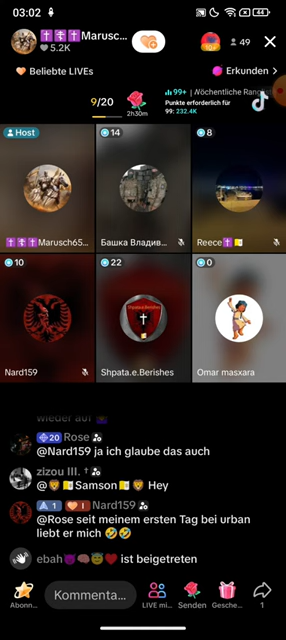 03:02
44
✝️☦️✝️Marusc...
5.2K
49
Beliebte LIVEs
Erkunden >
9/20
2h30m
99+ | Wöchentliche Rang
Punkte erforderlich für
99: 232.4K
Host
14
8
✝️☦️✝️Marusch65...
Башка Владив...
Reece✝️🇻🇦
10
22
0
Nard159
Shpata.e.Berishes
Omar masxara
wieder auf
20 Rose
@Nard159 ja ich glaube das auch
zizou III. ✝
@🦁🇻🇦Samson🇻🇦🦁 Hey
1 1 Nard159
@Rose seit meinem ersten Tag bei urban
liebt er mich 🤣🤣
ebah😈🧠😇❤️ ist beigetreten
Kommenta...
Abonn...
LIVE mi...
Senden
Gesche...
1